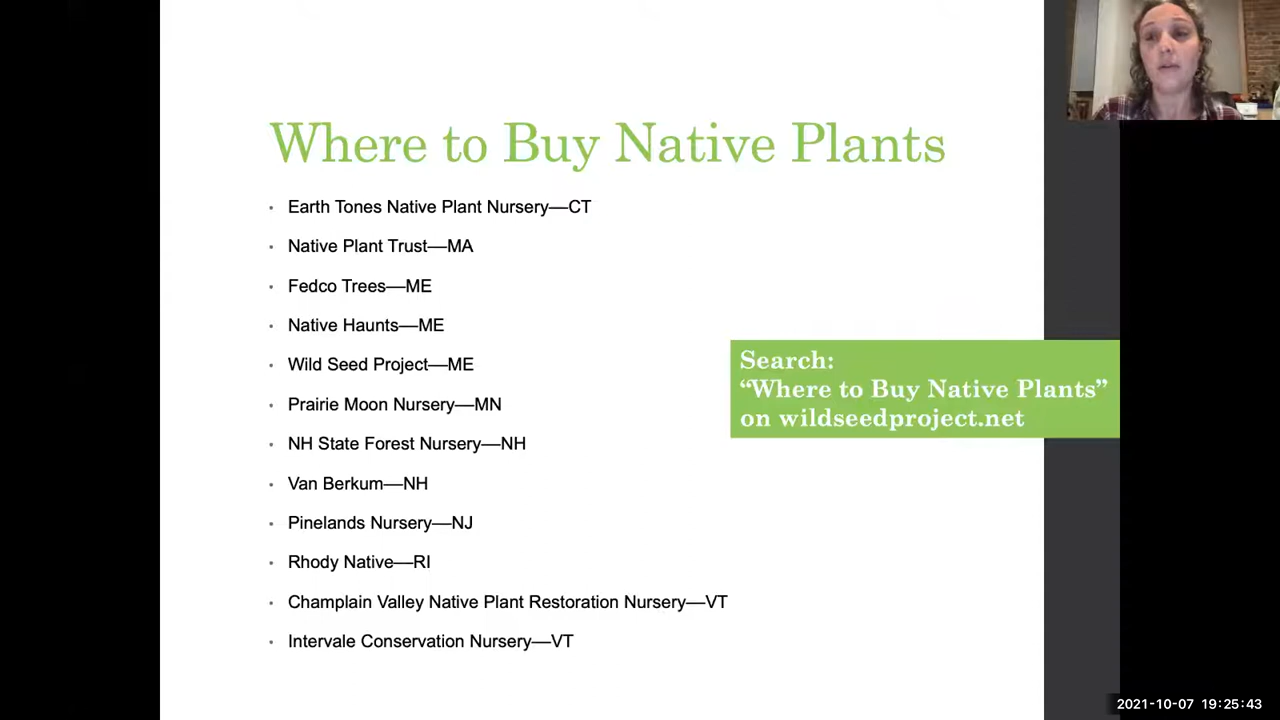 Where to Buy Native Plants
• Earth Tones Native Plant Nursery—CT
• Native Plant Trust—MA
• Fedco Trees—ME
• Native Haunts—ME
• Wild Seed Project—ME
• Prairie Moon Nursery—MN
• NH State Forest Nursery—NH
• Van Berkum—NH
• Pinelands Nursery—NJ
• Rhody Native—RI
• Champlain Valley Native Plant Restoration Nursery—VT
• Intervale Conservation Nursery—VT
Search:
“Where to Buy Native Plants”
on wildseedproject.net
2021-10-07 19:25:43